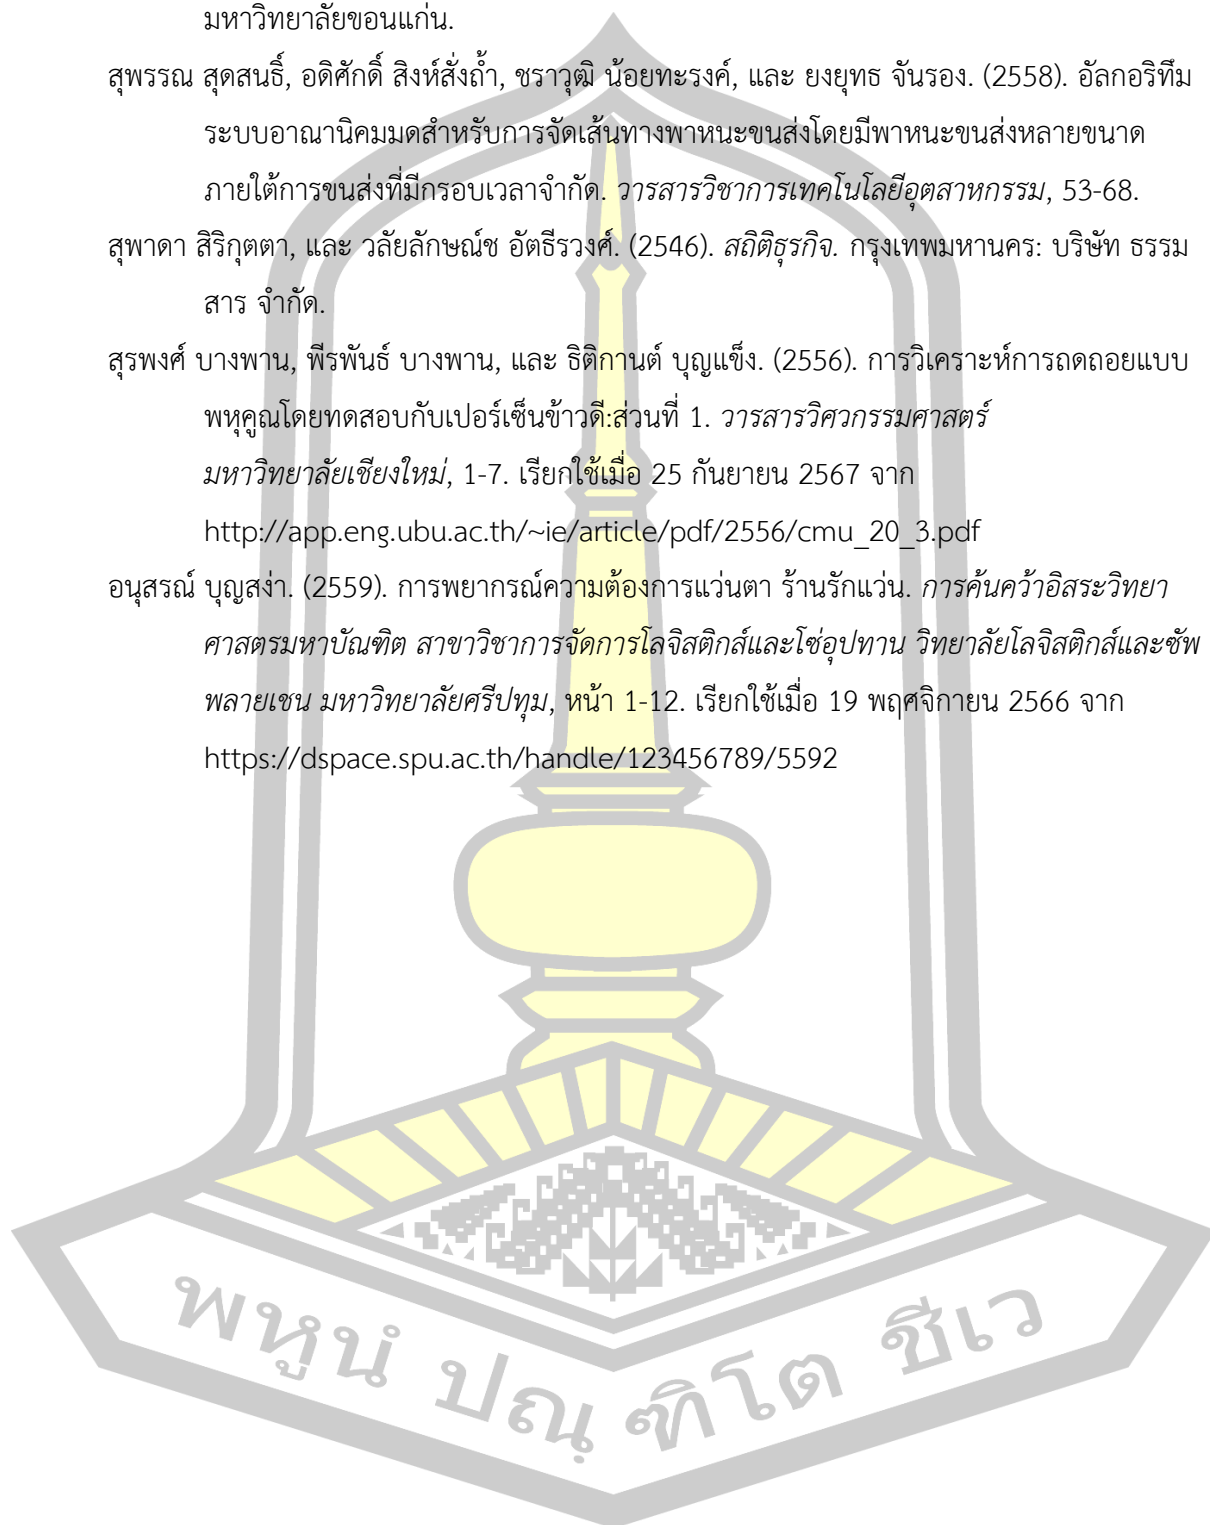 มหาวิทยาลัยขอนแก่น.
สุพรรณ สุดสนธิ์, อดิศักดิ์ สิงห์สั่งถ้ำ, ชราวุฒิ น้อยทะรงค์, และ ยงยุทธ จันรอง. (2558). อัลกอริทึม
ระบบอาณานิคมมดสำหรับการจัดเส้นทางพาหนะขนส่งโดยมีพาหนะขนส่งหลายขนาด
ภายใต้การขนส่งที่มีกรอบเวลาจำกัด. วารสารวิชาการเทคโนโลยีอุตสาหกรรม, 53-68.
สุพาดา สิริกุตตา, และ วลัยลักษณ์ช อัตธีรวงศ์. (2546). สถิติธุรกิจ. กรุงเทพมหานคร: บริษัท ธรรม
สาร จำกัด.
สุรพงศ์ บางพาน, พีรพันธ์ บางพาน, และ ธิติกานต์ บุญแข็ง. (2556). การวิเคราะห์การถดถอยแบบ
พหุคูณโดยทดสอบกับเปอร์เซ็นข้าวดี:ส่วนที่ 1. วารสารวิศวกรรมศาสตร์
มหาวิทยาลัยเชียงใหม่, 1-7. เรียกใช้เมื่อ 25 กันยายน 2567 จาก
http://app.eng.ubu.ac.th/~ie/article/pdf/2556/cmu_20_3.pdf
อนุสรณ์ บุญสง่า. (2559). การพยากรณ์ความต้องการแว่นตา ร้านรักแว่น. การค้นคว้าอิสระวิทยา
ศาสตรมหาบัณฑิต สาขาวิชาการจัดการโลจิสติกส์และโซ่อุปทาน วิทยาลัยโลจิสติกส์และซัพ
พลายเชน มหาวิทยาลัยศรีปทุม, หน้า 1-12. เรียกใช้เมื่อ 19 พฤศจิกายน 2566 จาก
https://dspace.spu.ac.th/handle/123456789/5592
พหูนํ ปณฺฑิโต ชีเว